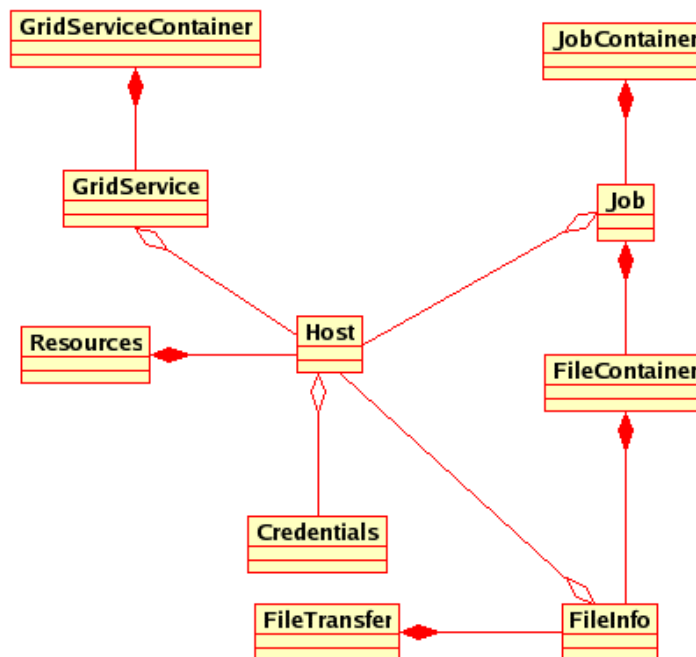 GridServiceContainer
JobContainer
GridService
Job
Host
Resources
FileContainer
Credentials
FileTransfer
FileInfo